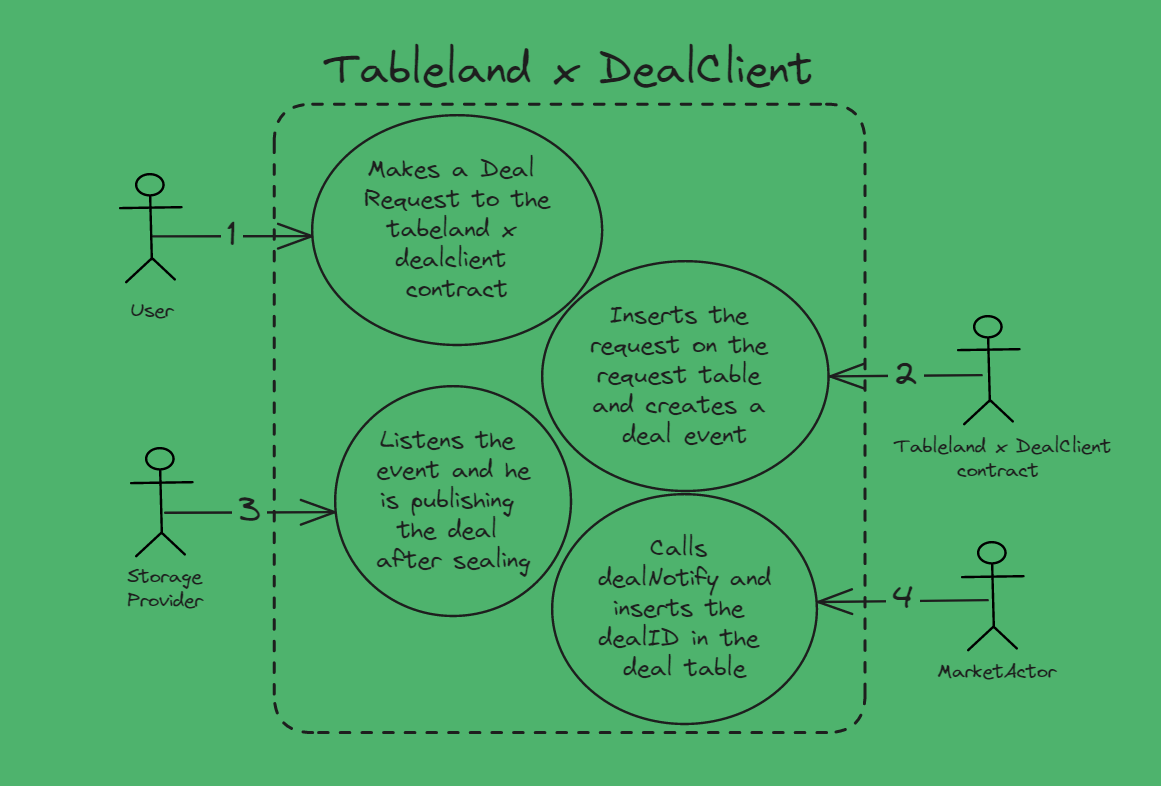 Tableland x DealClient
Makes a Deal
Request to the
tabeland x
dealclient
contract
1
User
Inserts the
request on the
request table
and creates a
deal event
2
Tableland x DealClient
contract
Listens the
event and he
is publishing
the deal
after sealing
3
Storage
Provider
Calls
dealNotify and
inserts the
dealID in the
deal table
4
MarketActor